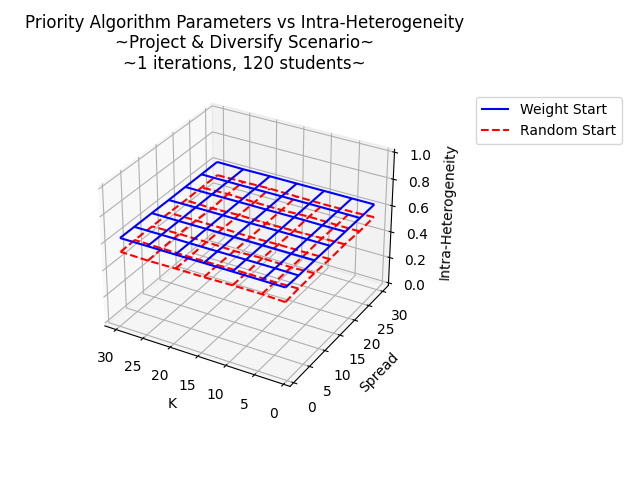 Priority Algorithm Parameters vs Intra-Heterogeneity
~Project & Diversify Scenario~
~1 iterations, 120 students~
Weight Start
Random Start
1.0
0.8
0.6
0.4
0.2
0.0
Intra-Heterogeneity
30
25
20
15
10
5
0
Spread
30
25
20
15
10
5
0
K